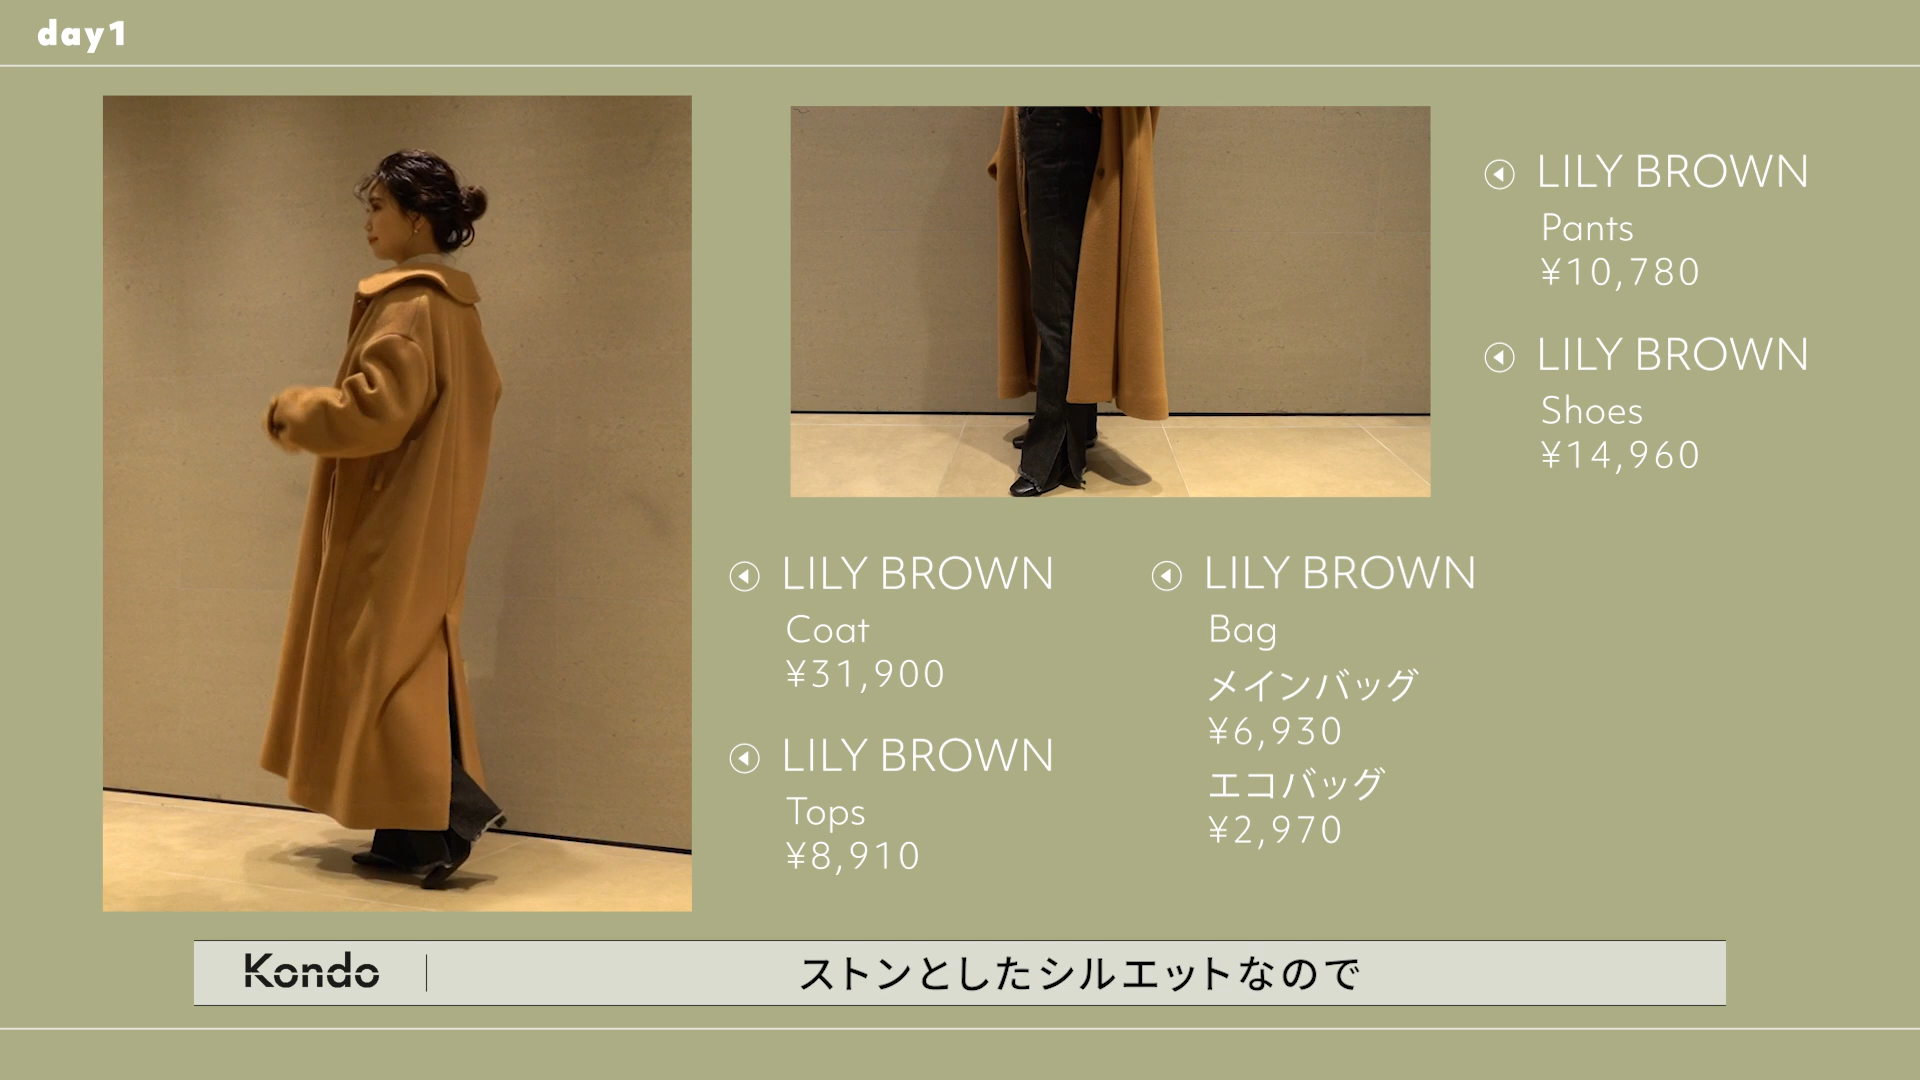 day1
LILY BROWN
Pants
¥10,780
LILY BROWN
Shoes
¥14,960
LILY BROWN
Coat
¥31,900
LILY BROWN
Tops
¥8,910
LILY BROWN
Bag
メインバッグ
¥6,930
エコバッグ
¥2,970
Kondo
ストンとしたシルエットなので